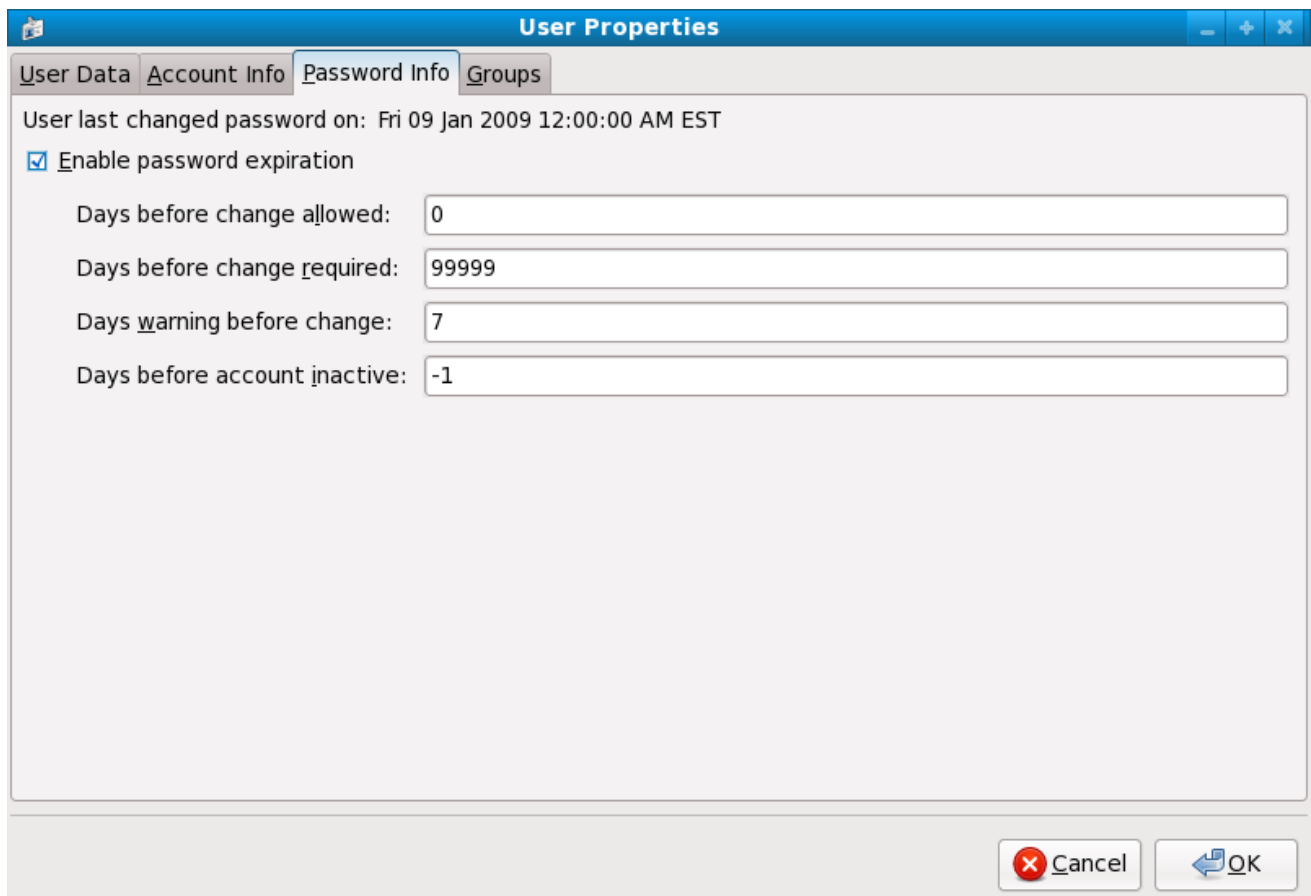 User Properties
User Data Account Info Password Info Groups
User last changed password on: Fri 09 Jan 2009 12:00:00 AM EST
Enable password expiration
Days before change allowed: 0
Days before change required: 99999
Days warning before change: 7
Days before account inactive: -1
Cancel OK